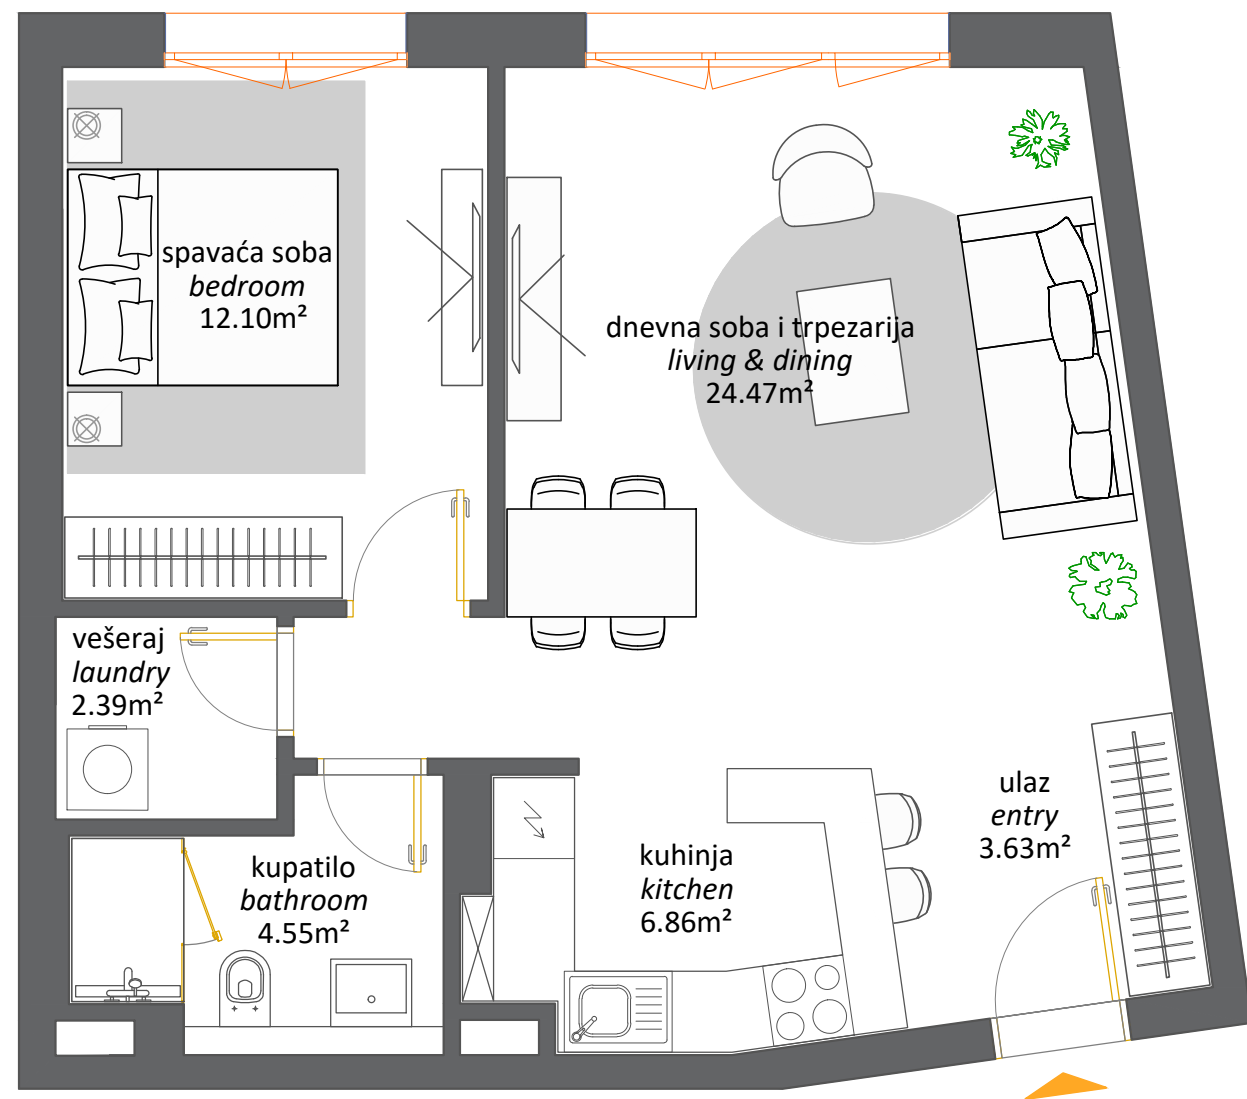 spavaća soba
bedroom
12.10m²
dnevna soba i trpezarija
living & dining
24.47m²
vešeraj
laundry
2.39m²
kupatilo
bathroom
4.55m²
kuhinja
kitchen
6.86m²
ulaz
entry
3.63m²